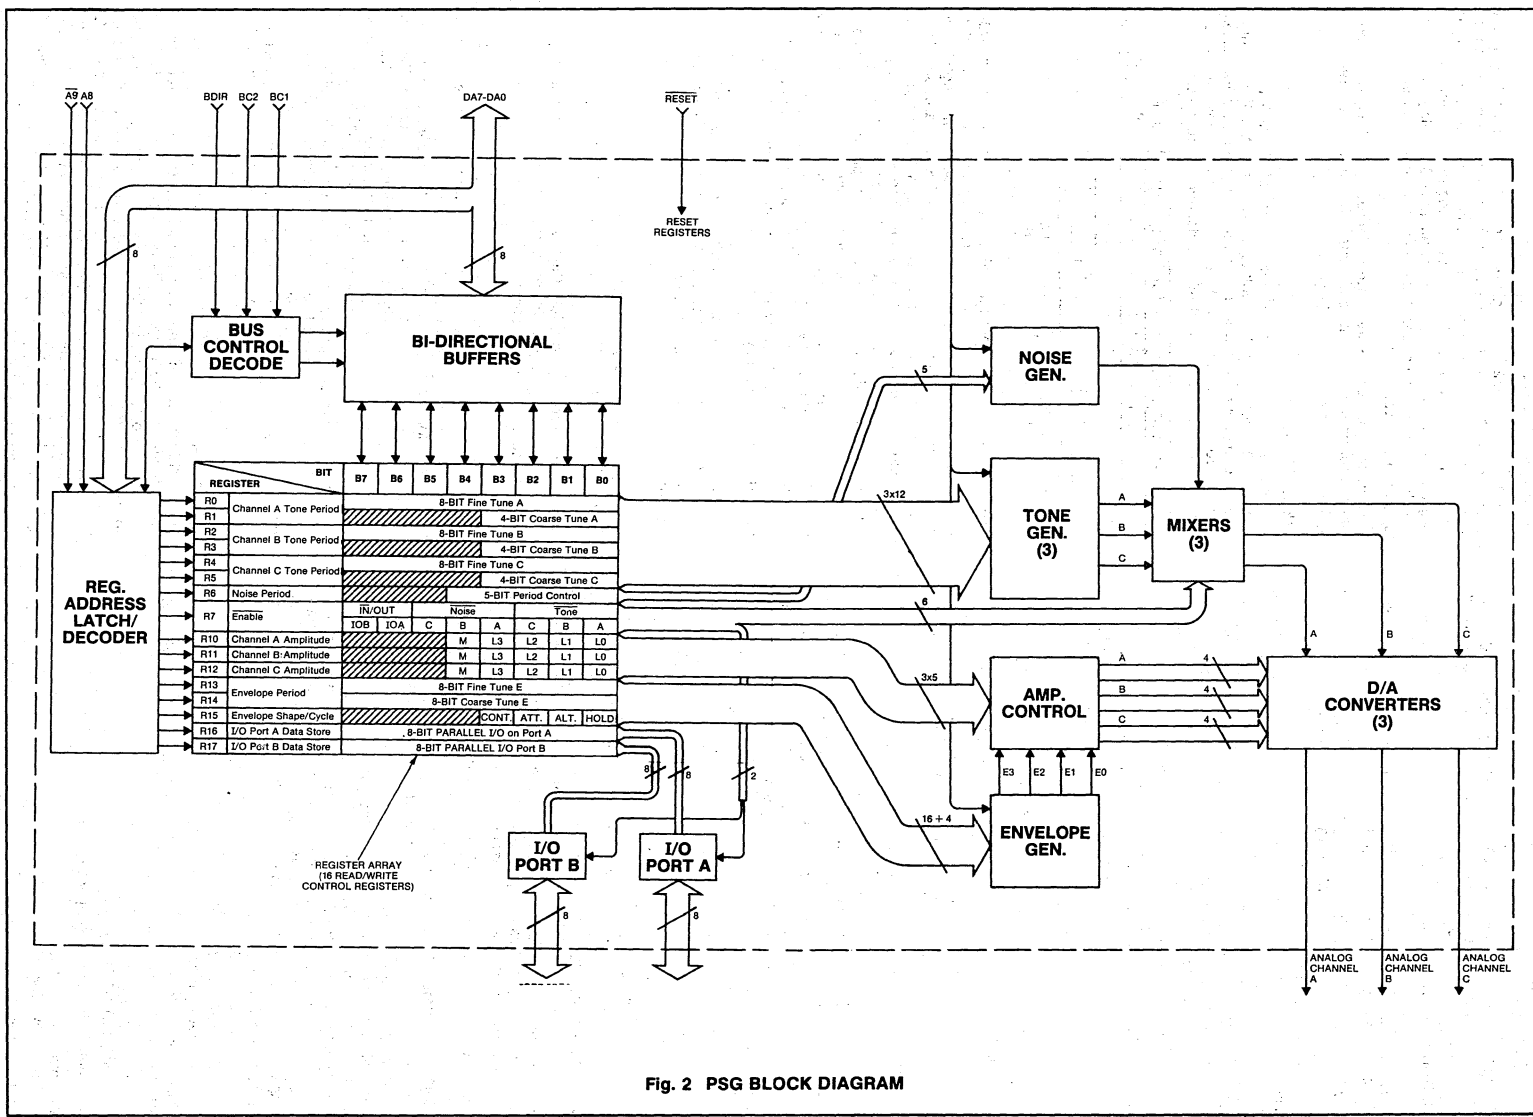 A9 A8
BDIR BC2 BC1
DA7-DA0
RESET
RESET
REGISTERS
8
8
BUS
CONTROL
DECODE
BI-DIRECTIONAL
BUFFERS
NOISE
GEN.
5
BIT
REGISTER
B7 B6 B5 B4 B3 B2 B1 B0
R0 Channel A Tone Period 8-BIT Fine Tune A
R1 4-BIT Coarse Tune A
R2 Channel B Tone Period 8-BIT Fine Tune B
R3 4-BIT Coarse Tune B
R4 Channel C Tone Period 8-BIT Fine Tune C
R5 4-BIT Coarse Tune C
R6 Noise Period 5-BIT Period Control
R7 Enable IN/OUT Noise Tone
IOB IOA C B A C B A
R10 Channel A Amplitude M L3 L2 L1 L0
R11 Channel B Amplitude M L3 L2 L1 L0
R12 Channel C Amplitude M L3 L2 L1 L0
R13 Envelope Period 8-BIT Fine Tune E
R14 8-BIT Coarse Tune E
R15 Envelope Shape/Cycle CONT. ATT. ALT. HOLD
R16 I/O Port A Data Store 8-BIT PARALLEL I/O on Port A
R17 I/O Port B Data Store 8-BIT PARALLEL I/O Port B
REG.
ADDRESS
LATCH/
DECODER
3x12
TONE
GEN.
(3)
A
B
C
MIXERS
(3)
6
A B C
3x5
AMP.
CONTROL
A 4
B 4
C 4
D/A
CONVERTERS
(3)
E3 E2 E1 E0
16 + 4
ENVELOPE
GEN.
8 8 2
I/O
PORT B
I/O
PORT A
8
8
REGISTER ARRAY
(16 READ/WRITE
CONTROL REGISTERS)
ANALOG
CHANNEL
A
ANALOG
CHANNEL
B
ANALOG
CHANNEL
C
Fig. 2 PSG BLOCK DIAGRAM